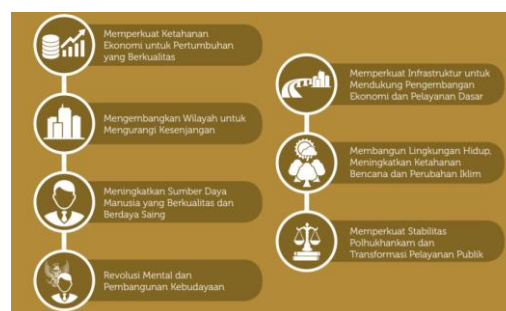 Memperkuat Ketahanan
Ekonomi untuk Pertumbuhan
yang Berkualitas
Mengembangkan Wilayah untuk
Mengurangi Kesenjangan
Meningkatkan Sumber Daya
Manusia yang Berkualitas dan
Berdaya Saing
Revolusi Mental dan
Pembangunan Kebudayaan
Memperkuat Infrastruktur untuk
Mendukung Pengembangan
Ekonomi dan Pelayanan Dasar
Membangun Lingkungan Hidup,
Meningkatkan Ketahanan
Bencana dan Perubahan Iklim
Memperkuat Stabilitas
Polhukhankam dan
Transformasi Pelayanan Publik